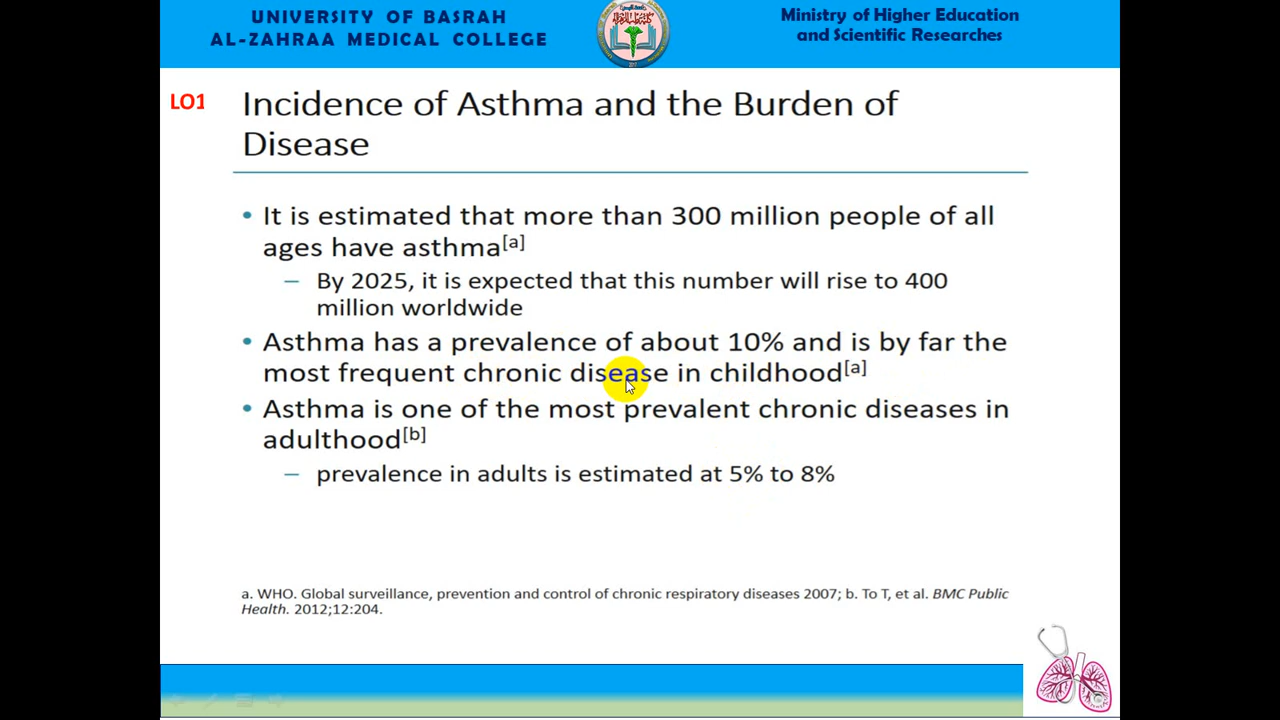 UNIVERSITY OF BASRAH
AL-ZAHRAA MEDICAL COLLEGE
Ministry of Higher Education
and Scientific Researches
LO1
Incidence of Asthma and the Burden of
Disease
• It is estimated that more than 300 million people of all
ages have asthma[a]
– By 2025, it is expected that this number will rise to 400
million worldwide
• Asthma has a prevalence of about 10% and is by far the
most frequent chronic disease in childhood[a]
• Asthma is one of the most prevalent chronic diseases in
adulthood[b]
– prevalence in adults is estimated at 5% to 8%
a. WHO. Global surveillance, prevention and control of chronic respiratory diseases 2007; b. To T, et al. BMC Public
Health. 2012;12:204.